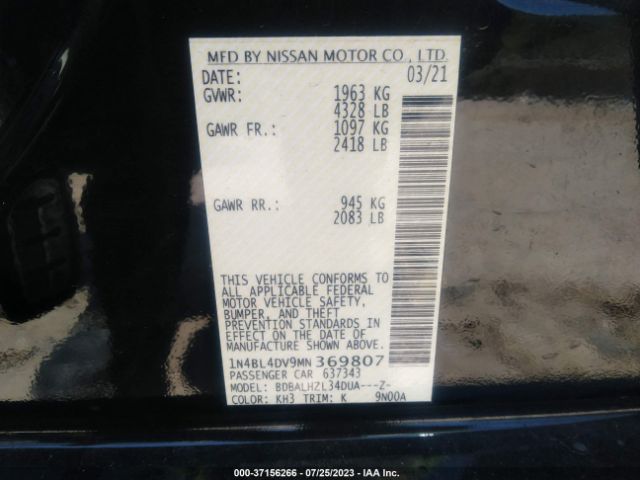 MFD BY NISSAN MOTOR CO., LTD.
DATE: 03/21
GVWR: 1963 KG
4328 LB
GAWR FR.: 1097 KG
2418 LB
GAWR RR.: 945 KG
2083 LB
THIS VEHICLE CONFORMS TO
ALL APPLICABLE FEDERAL
MOTOR VEHICLE SAFETY,
BUMPER, AND THEFT
PREVENTION STANDARDS IN
EFFECT ON THE DATE OF
MANUFACTURE SHOWN ABOVE.
1N4BL4DV9MN369807
PASSENGER CAR 637343
MODEL: BDBALHZL34DUA---Z-
COLOR: KH3 TRIM: K 9N00A
000-37156266 - 07/25/2023 - IAA Inc.